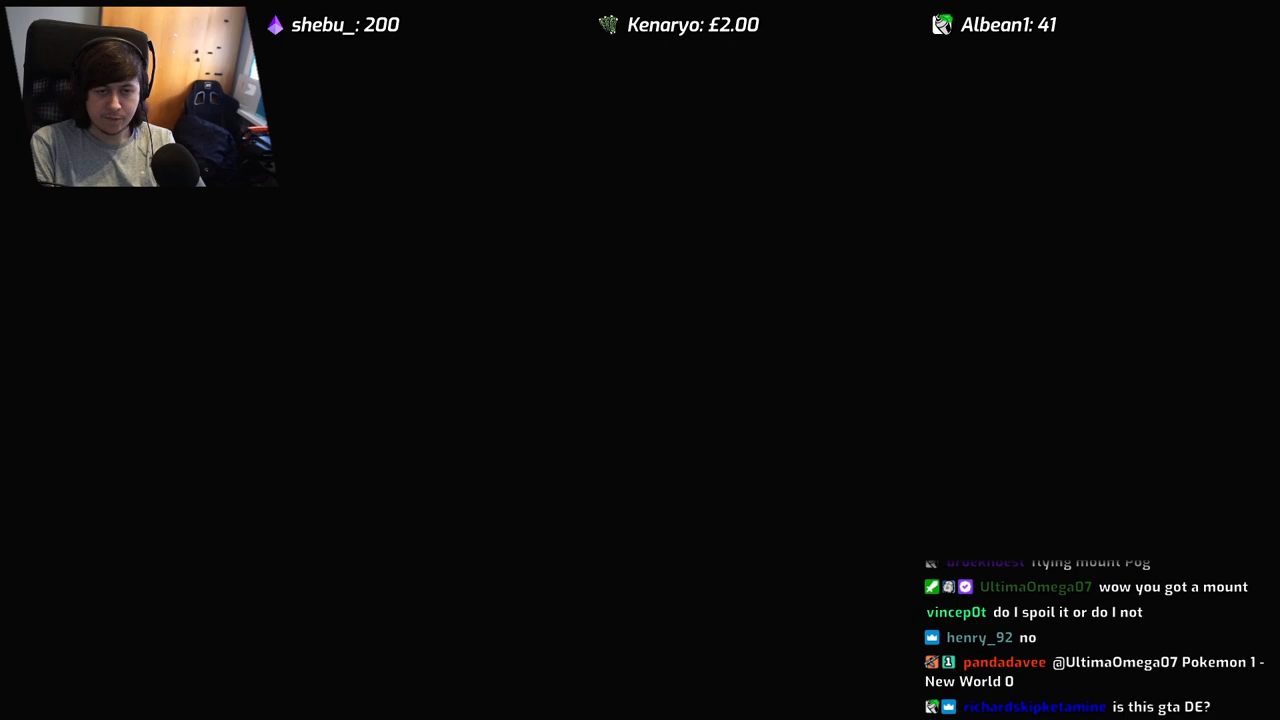 shebu_: 200
Kenaryo: £2.00
Albean1: 41
flying mount Pog
UltimaOmega07 wow you got a mount
vincep0t do I spoil it or do I not
henry_92 no
pandadavee @UltimaOmega07 Pokemon 1 -
New World 0
richardskipketamine is this gta DE?